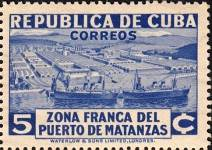 REPUBLICA DE CUBA
CORREOS
ZONA FRANCA DEL
5 C
PUERTO DE MATANZAS
WATERLOW & SONS LIMITED, LONDRES.